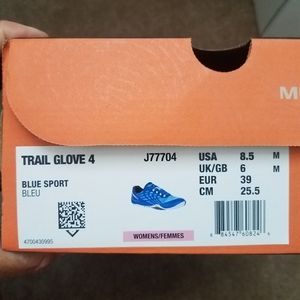 TRAIL GLOVE 4 J77704
USA 8.5 M
UK/GB 6 M
EUR 39
CM 25.5
BLUE SPORT
BLEU
4700430995
WOMENS/FEMMES